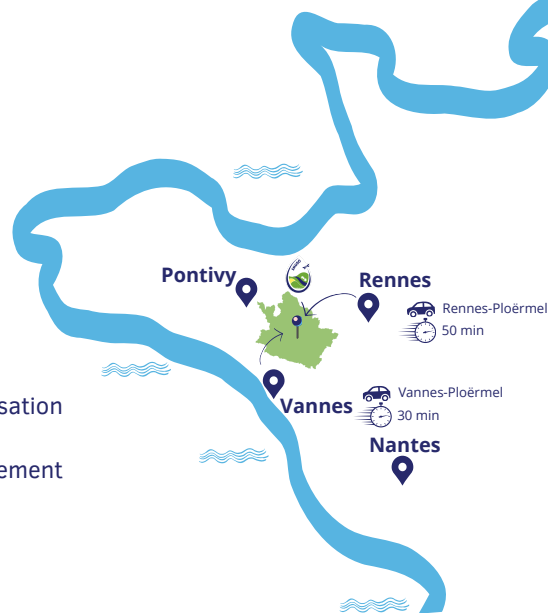 Pontivy
Rennes
Rennes-Ploërmel
50 min
Vannes-Ploërmel
30 min
Vannes
sation
Nantes
ement